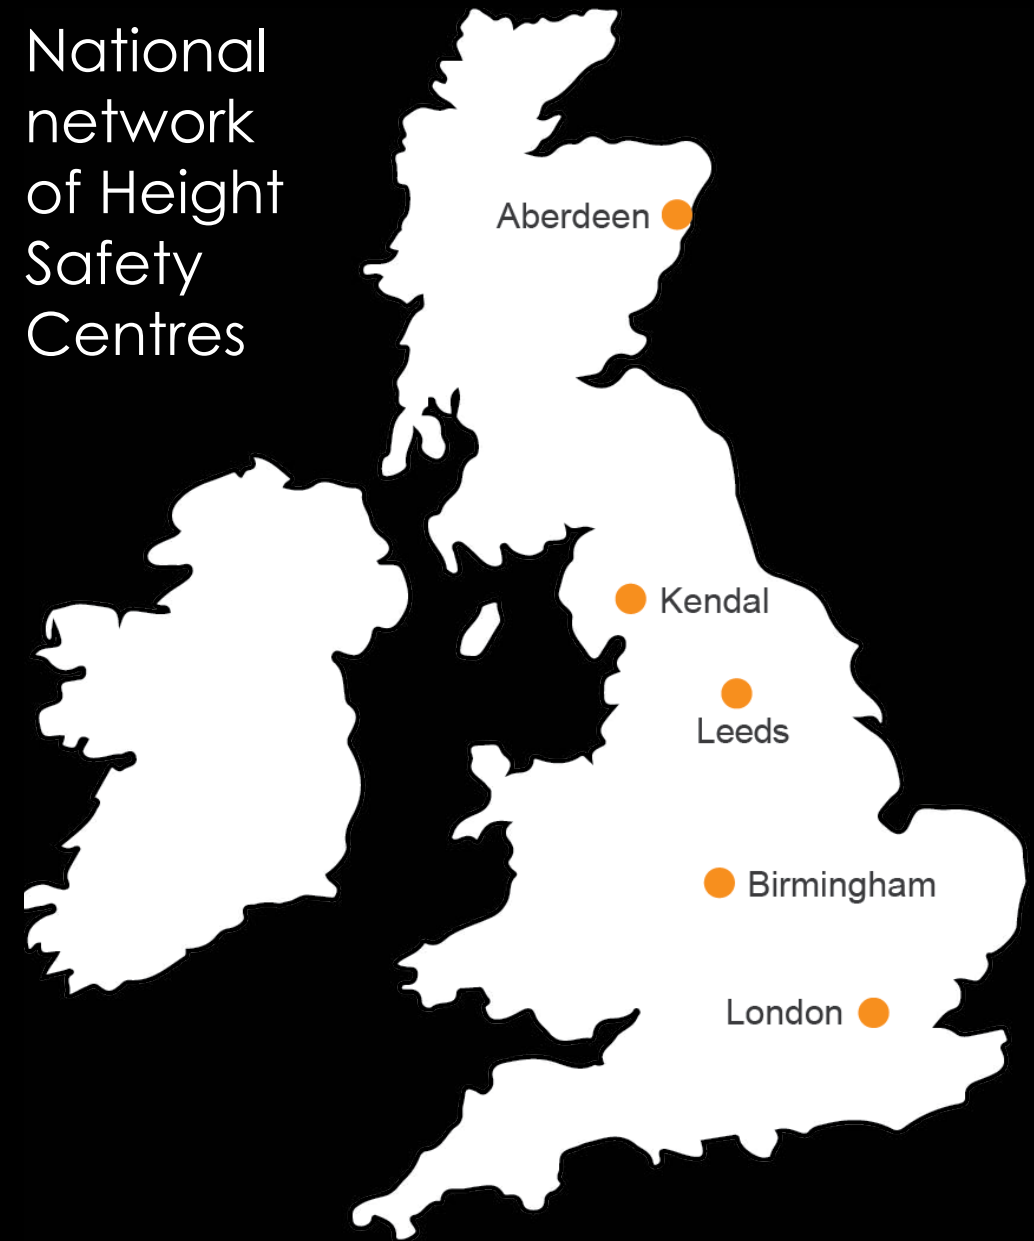 National
network
of Height
Safety
Centres
Aberdeen
Kendal
Leeds
Birmingham
London